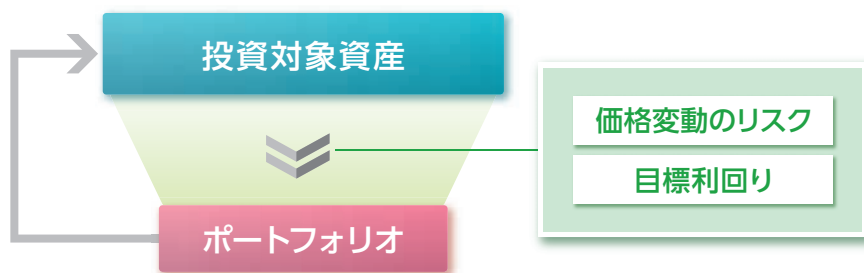 投資対象資産
価格変動のリスク
目標利回り
ポートフォリオ